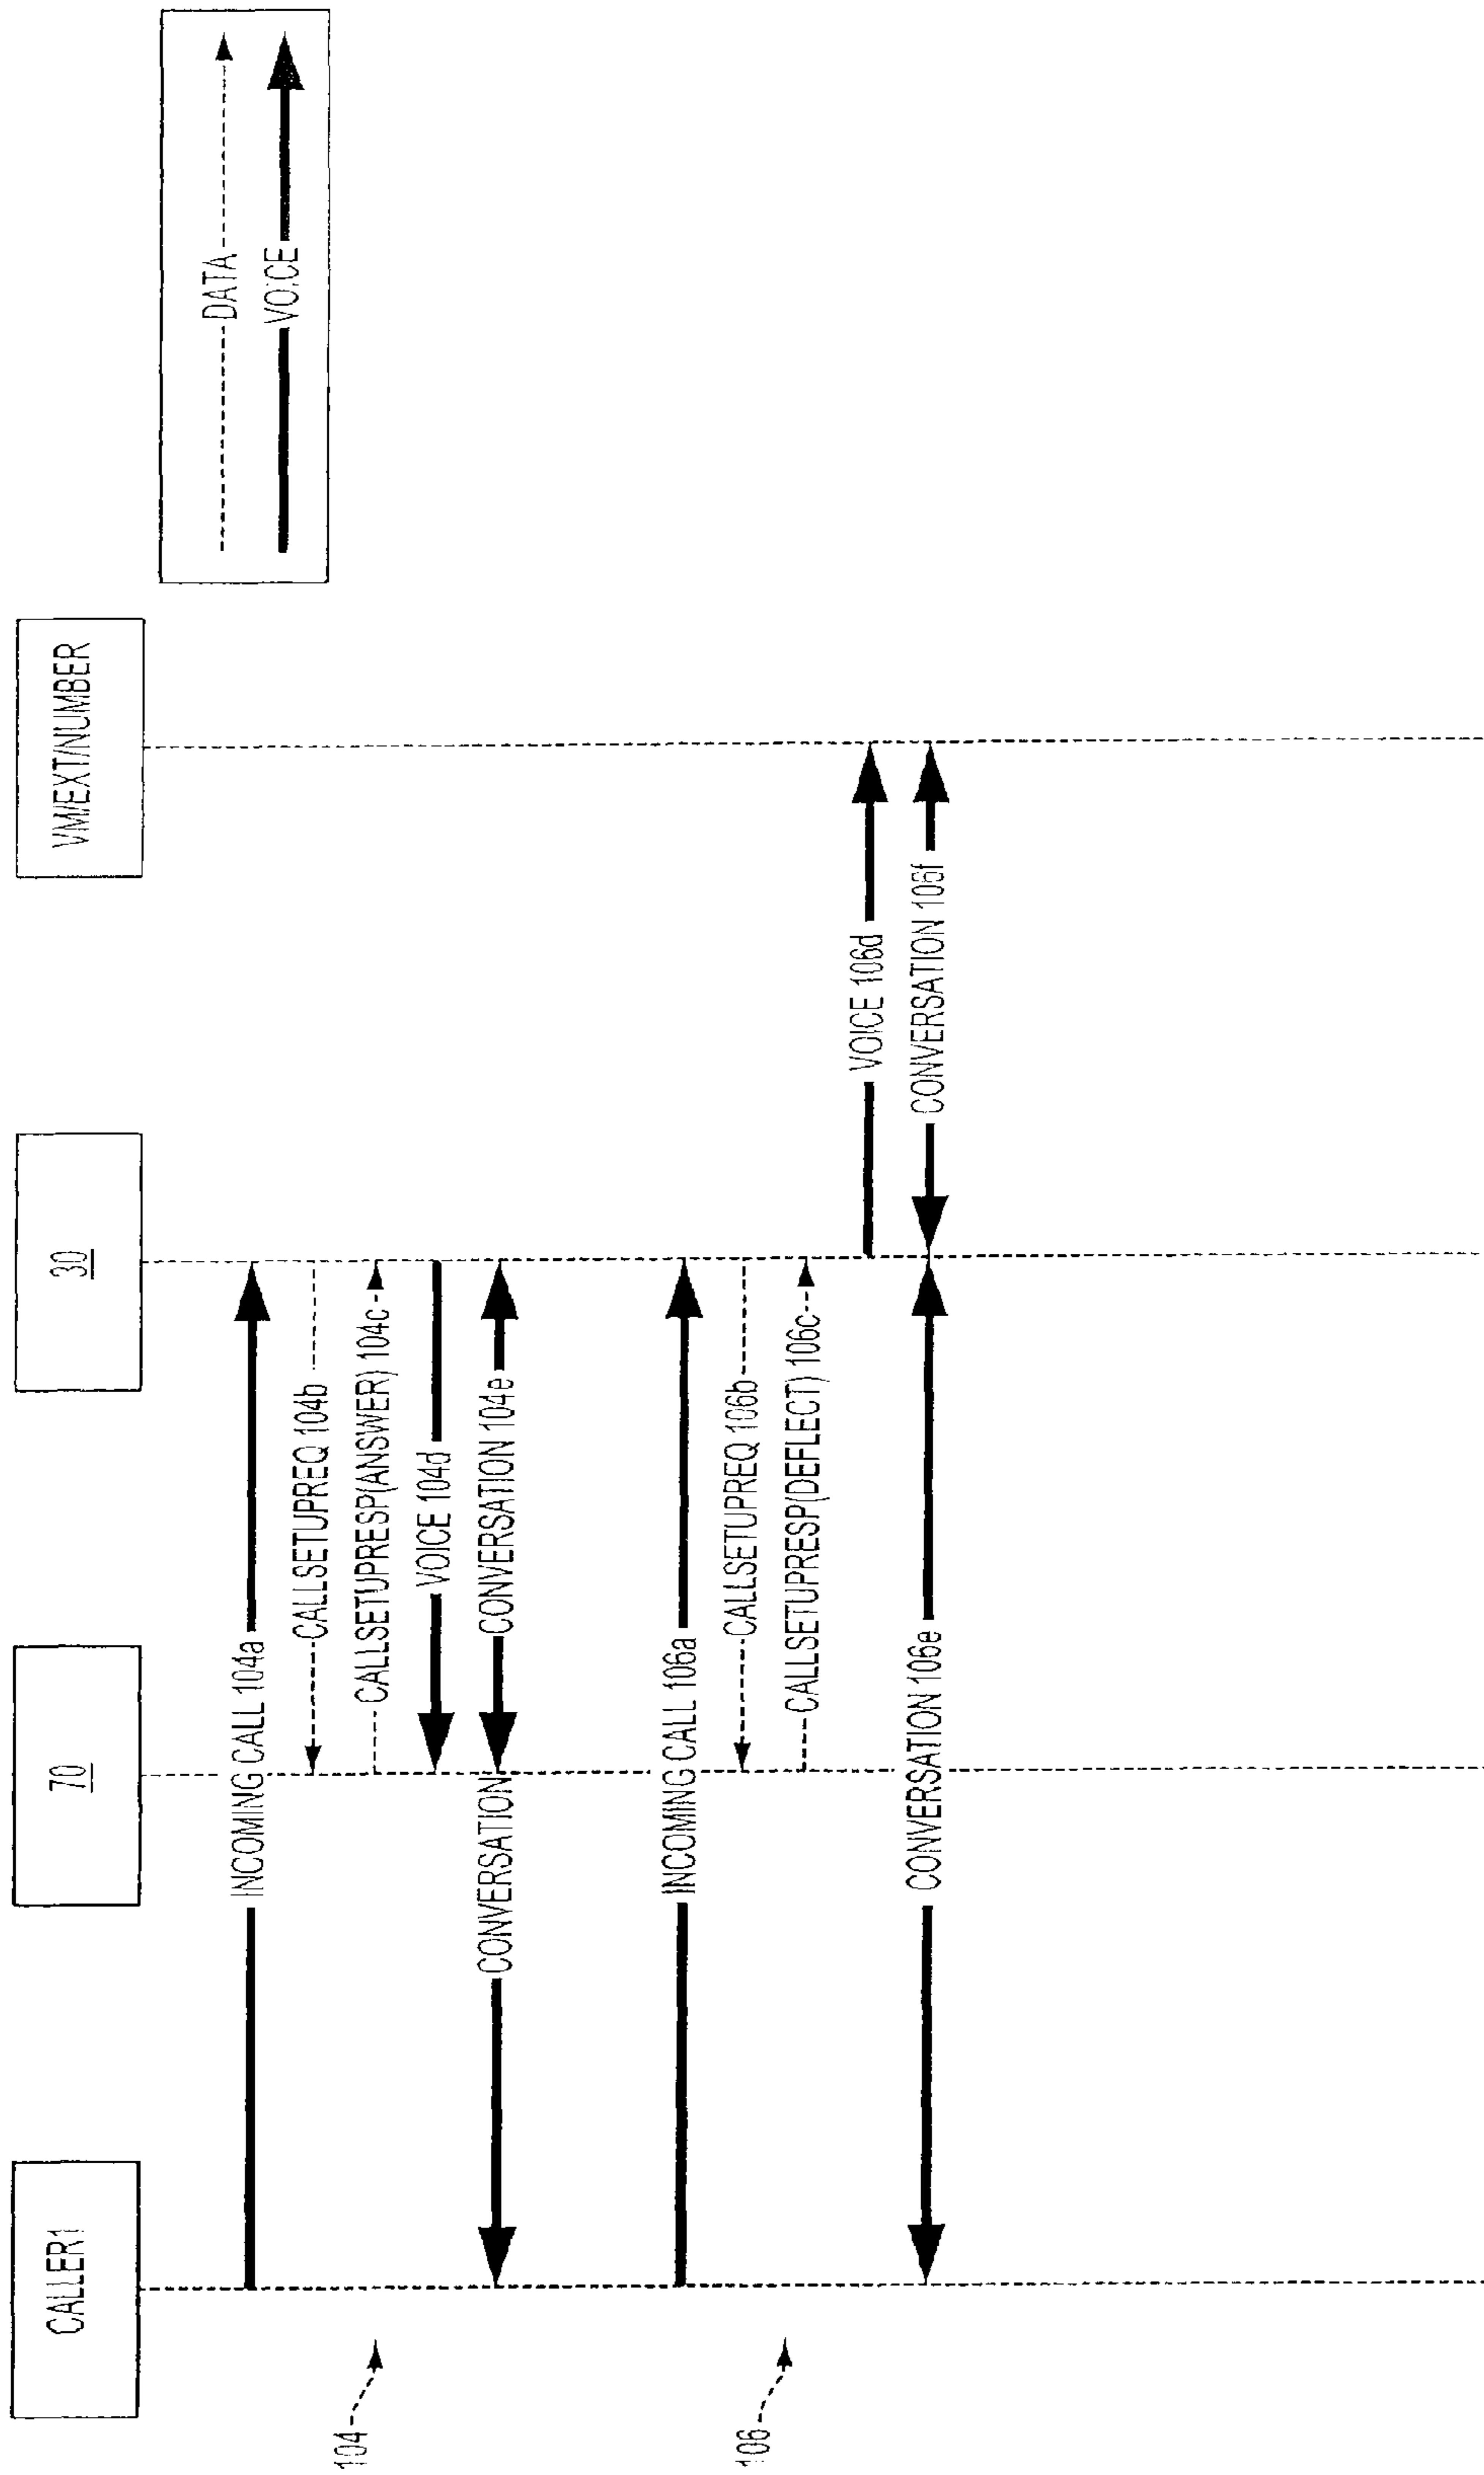 CALLER1
70
30
VM/EXT/NUMBER
DATA
VOICE
104
INCOMING CALL 104a
CALLSETUPREQ 104b
CALLSETUPRESP(ANSWER) 104c
VOICE 104d
CONVERSATION
CONVERSATION 104e
106
INCOMING CALL 106a
CALLSETUPREQ 106b
CALLSETUPRESP(DEFLECT) 106c
VOICE 106d
CONVERSATION 106e
CONVERSATION 106f